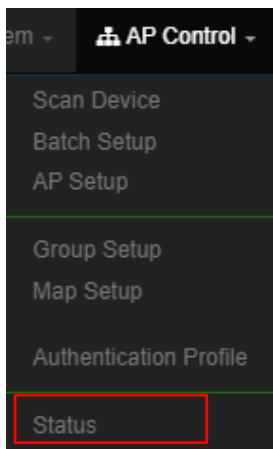 em AP Control
Scan Device
Batch Setup
AP Setup
Group Setup
Map Setup
Authentication Profile
Status